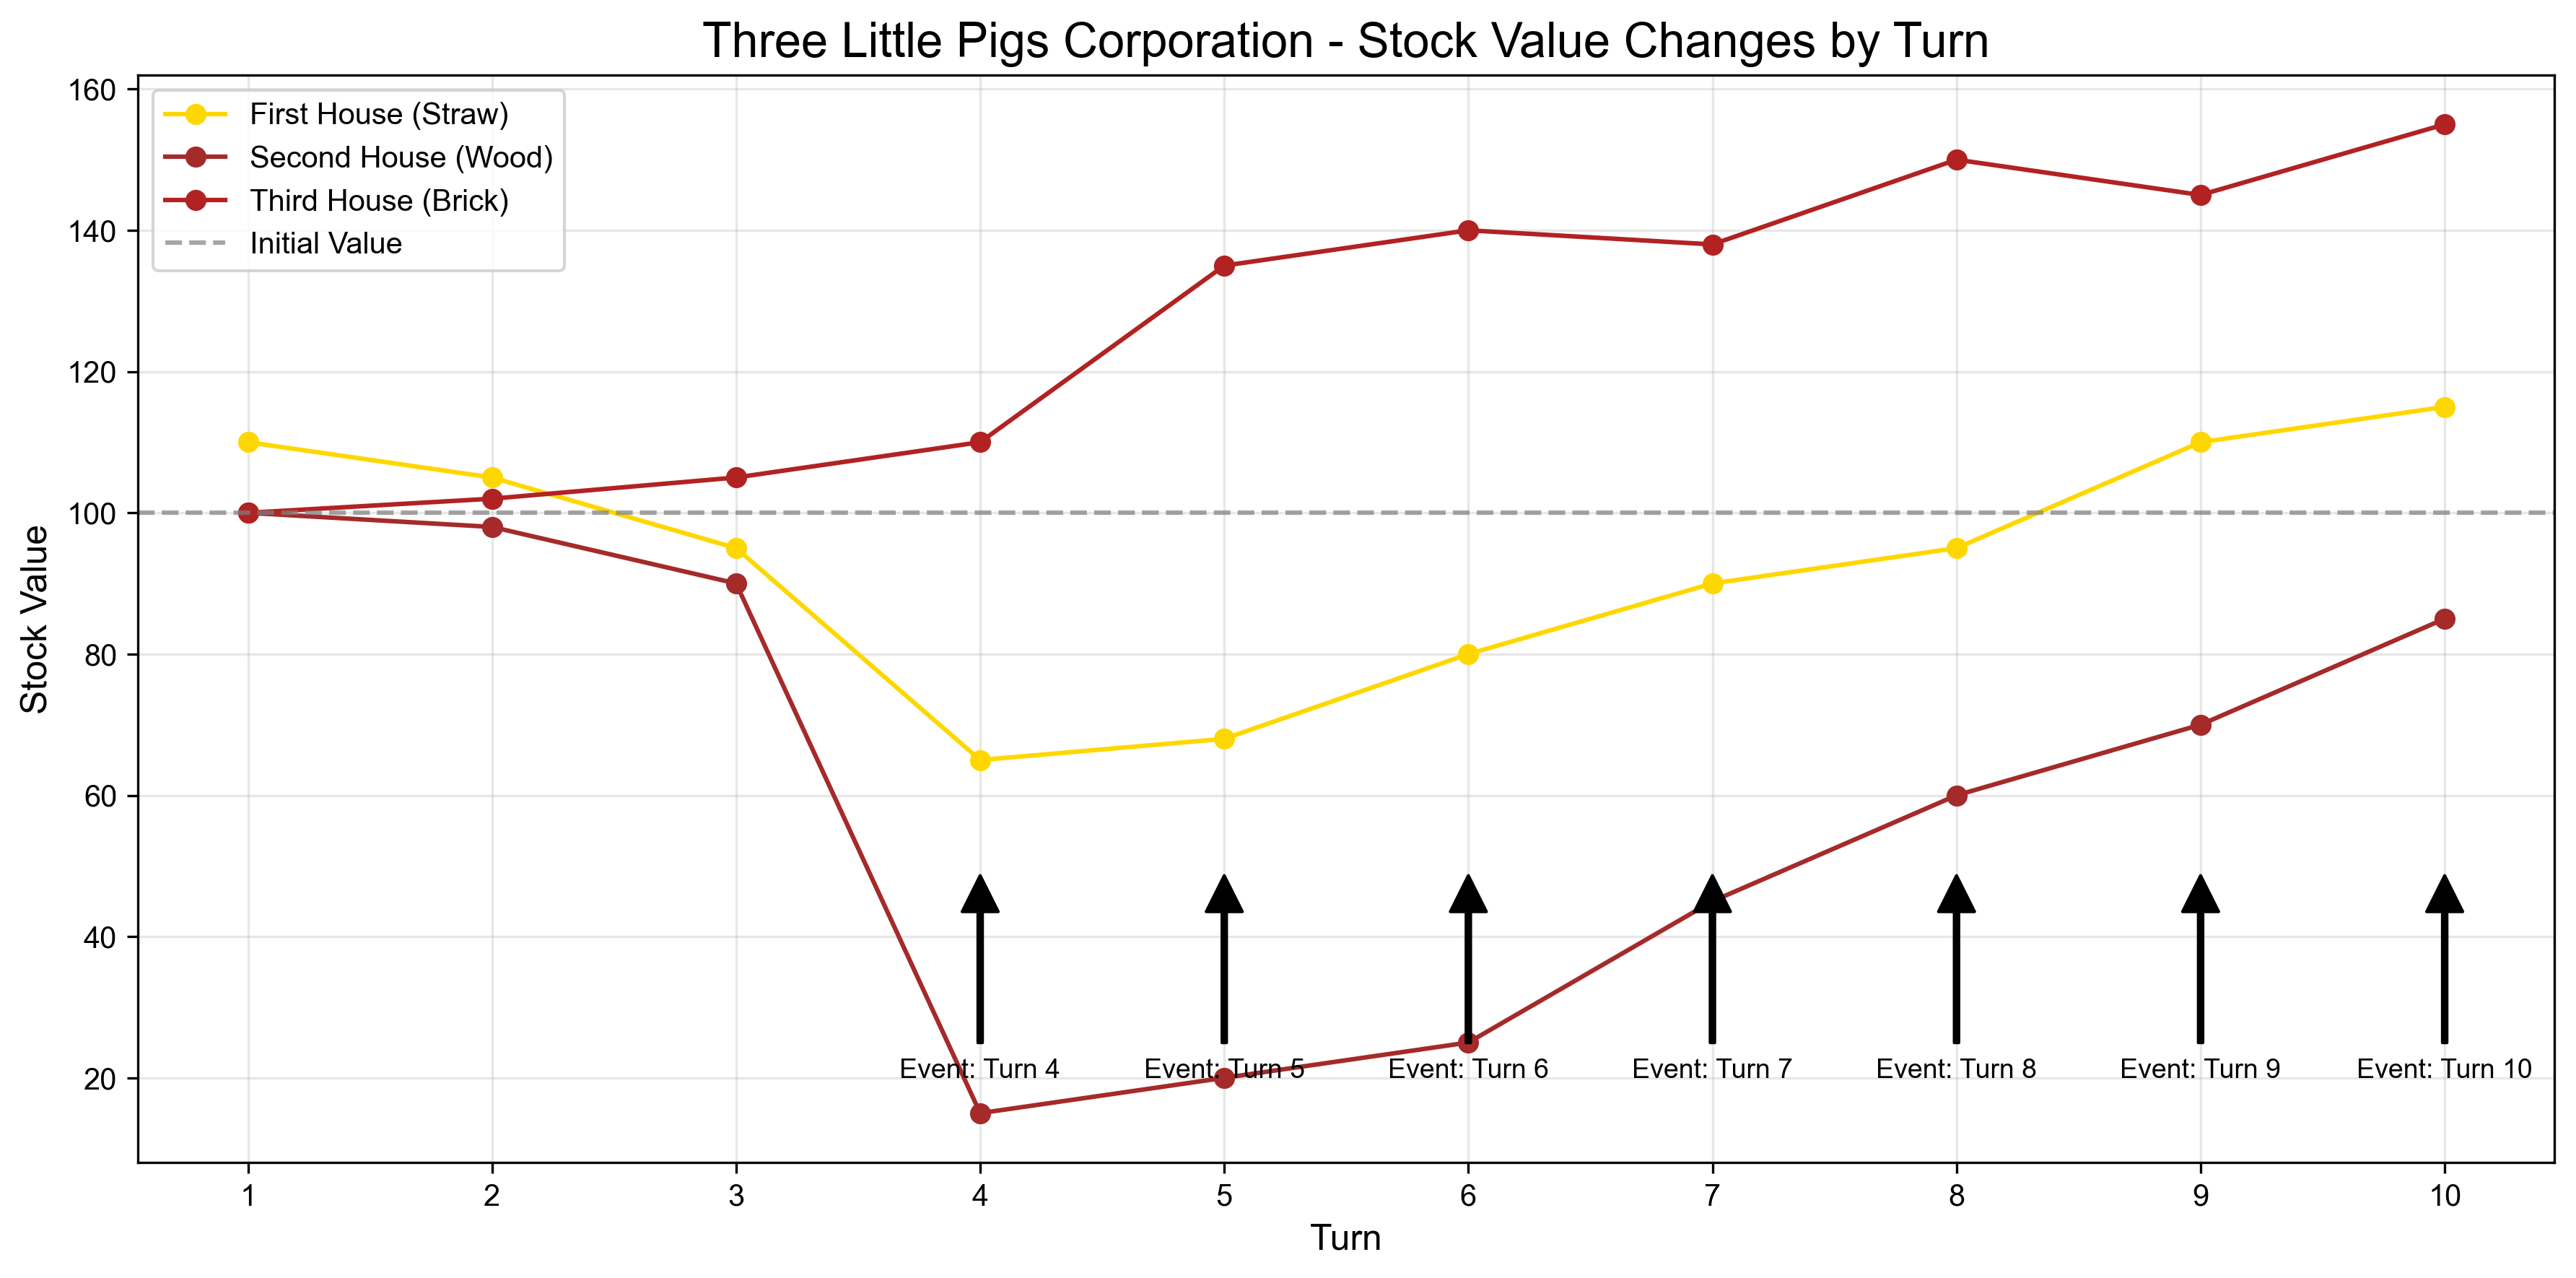 Three Little Pigs Corporation - Stock Value Changes by Turn
160
140
120
100
80
60
40
20
Stock Value
First House (Straw)
Second House (Wood)
Third House (Brick)
Initial Value
Event: Turn 4
Event: Turn 5
Event: Turn 6
Event: Turn 7
Event: Turn 8
Event: Turn 9
Event: Turn 10
1 2 3 4 5 6 7 8 9 10
Turn